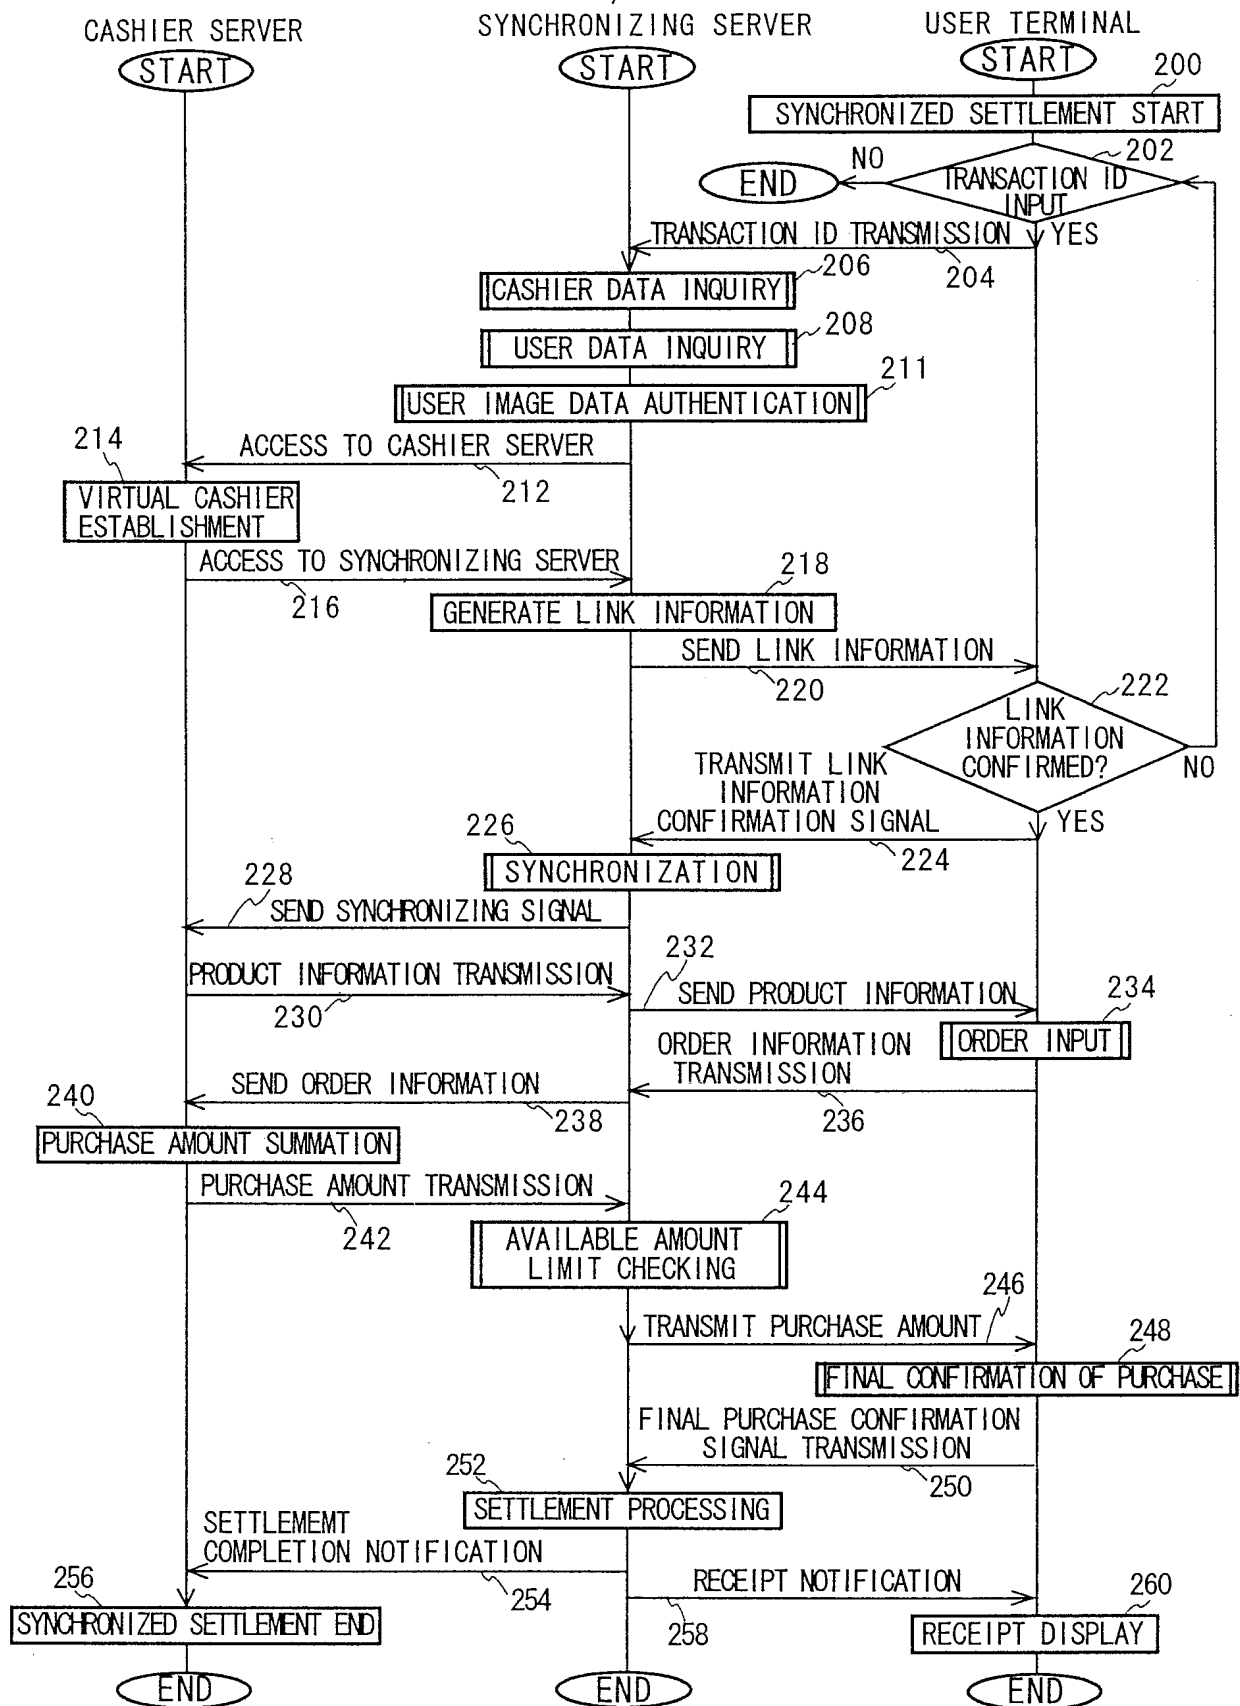 CASHIER SERVER
SYNCHRONIZING SERVER
USER TERMINAL
START
START
START
200
SYNCHRONIZED SETTLEMENT START
202
NO
END
TRANSACTION ID
INPUT
YES
TRANSACTION ID TRANSMISSION
204
206
CASHIER DATA INQUIRY
208
USER DATA INQUIRY
211
USER IMAGE DATA AUTHENTICATION
214
ACCESS TO CASHIER SERVER
212
VIRTUAL CASHIER
ESTABLISHMENT
ACCESS TO SYNCHRONIZING SERVER
216
218
GENERATE LINK INFORMATION
SEND LINK INFORMATION
220
222
LINK
INFORMATION
CONFIRMED?
NO
YES
TRANSMIT LINK
INFORMATION
CONFIRMATION SIGNAL
224
226
SYNCHRONIZATION
228
SEND SYNCHRONIZING SIGNAL
PRODUCT INFORMATION TRANSMISSION
230
232
SEND PRODUCT INFORMATION
234
ORDER INPUT
ORDER INFORMATION
TRANSMISSION
236
SEND ORDER INFORMATION
238
240
PURCHASE AMOUNT SUMMATION
PURCHASE AMOUNT TRANSMISSION
242
244
AVAILABLE AMOUNT
LIMIT CHECKING
246
TRANSMIT PURCHASE AMOUNT
248
FINAL CONFIRMATION OF PURCHASE
FINAL PURCHASE CONFIRMATION
SIGNAL TRANSMISSION
250
252
SETTLEMENT PROCESSING
SETTLEMEMT
COMPLETION NOTIFICATION
254
256
SYNCHRONIZED SETTLEMENT END
RECEIPT NOTIFICATION
258
260
RECEIPT DISPLAY
END
END
END